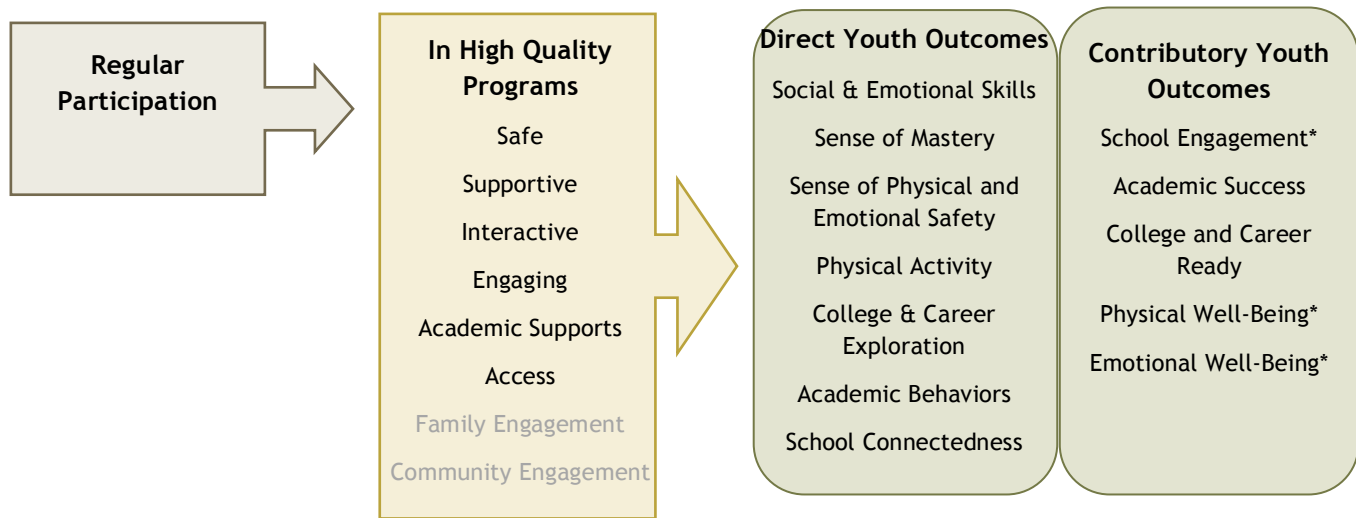 Regular
Participation
In High Quality
Programs
Safe
Supportive
Interactive
Engaging
Academic Supports
Access
Family Engagement
Community Engagement
Direct Youth Outcomes
Social & Emotional Skills
Sense of Mastery
Sense of Physical and
Emotional Safety
Physical Activity
College & Career
Exploration
Academic Behaviors
School Connectedness
Contributory Youth
Outcomes
School Engagement*
Academic Success
College and Career
Ready
Physical Well-Being*
Emotional Well-Being*